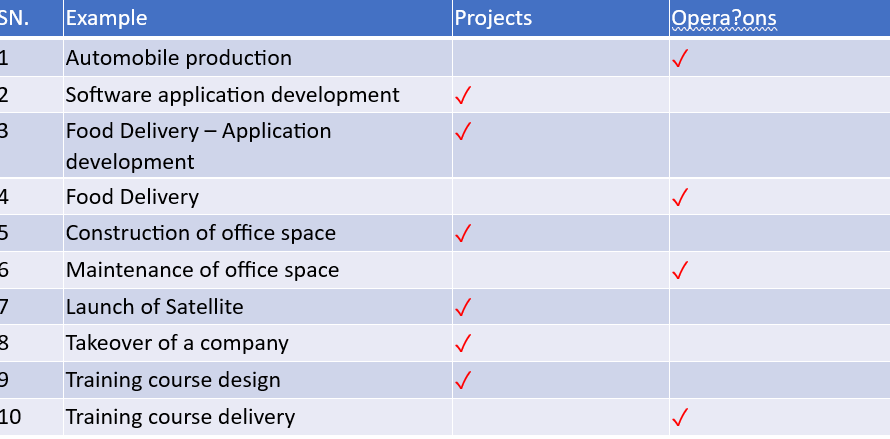 SN. Example Projects Opera?ons
1 Automobile production ✓
2 Software application development ✓
3 Food Delivery – Application ✓
development
4 Food Delivery ✓
5 Construction of office space ✓
6 Maintenance of office space ✓
7 Launch of Satellite ✓
8 Takeover of a company ✓
9 Training course design ✓
10 Training course delivery ✓